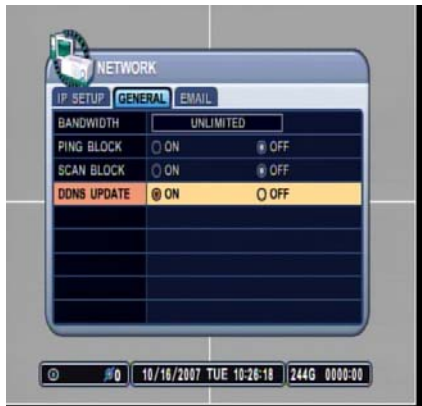 NETWORK
IP SETUP GENERAL EMAIL
BANDWIDTH UNLIMITED
PING BLOCK ON OFF
SCAN BLOCK ON OFF
DDNS UPDATE ON OFF
0 10/16/2007 TUE 10:26:18 244G 0000:00